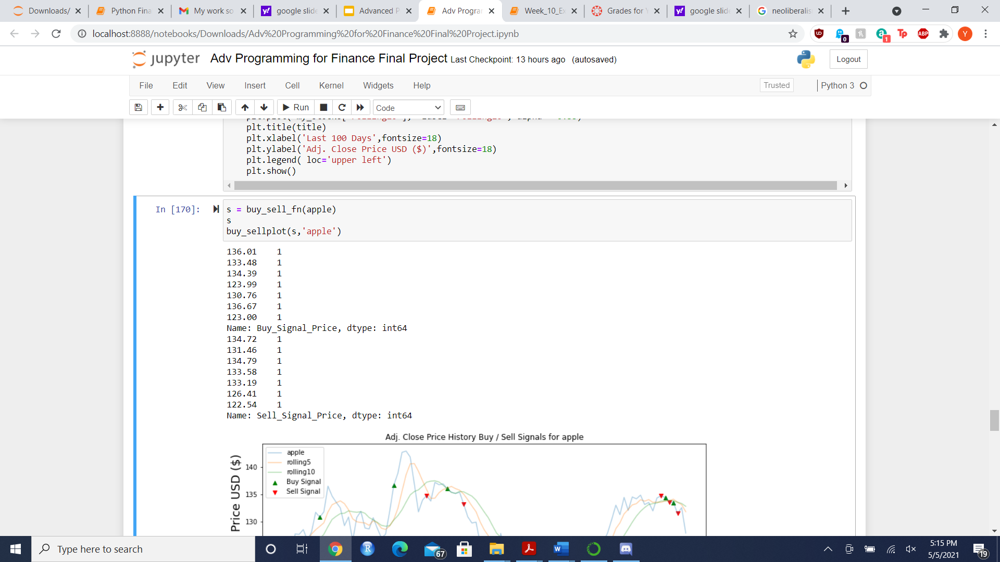 Downloads/
Python Fina
My work so
google slide
Advanced P
Adv Program
Week_10_Ex
Grades for Y
google slide
neoliberalis
localhost:8888/notebooks/Downloads/Adv%20Programming%20for%20Finance%20Final%20Project.ipynb
0
1
ABP
Y
jupyter Adv Programming for Finance Final Project Last Checkpoint: 13 hours ago (autosaved)
Logout
File Edit View Insert Cell Kernel Widgets Help
Trusted
Python 3
Run
Code
plt.title(title)
plt.xlabel('Last 100 Days',fontsize=18)
plt.ylabel('Adj. Close Price USD ($)',fontsize=18)
plt.legend( loc='upper left')
plt.show()
In [170]:
s = buy_sell_fn(apple)
s
buy_sellplot(s,'apple')
136.01 1
133.48 1
134.39 1
123.99 1
130.76 1
136.67 1
123.00 1
Name: Buy_Signal_Price, dtype: int64
134.72 1
131.46 1
134.79 1
133.58 1
133.19 1
126.41 1
122.54 1
Name: Sell_Signal_Price, dtype: int64
Adj. Close Price History Buy / Sell Signals for apple
apple
rolling5
rolling10
Buy Signal
Sell Signal
Price USD ($)
140
135
130
Type here to search
67
5:15 PM
5/5/2021
19